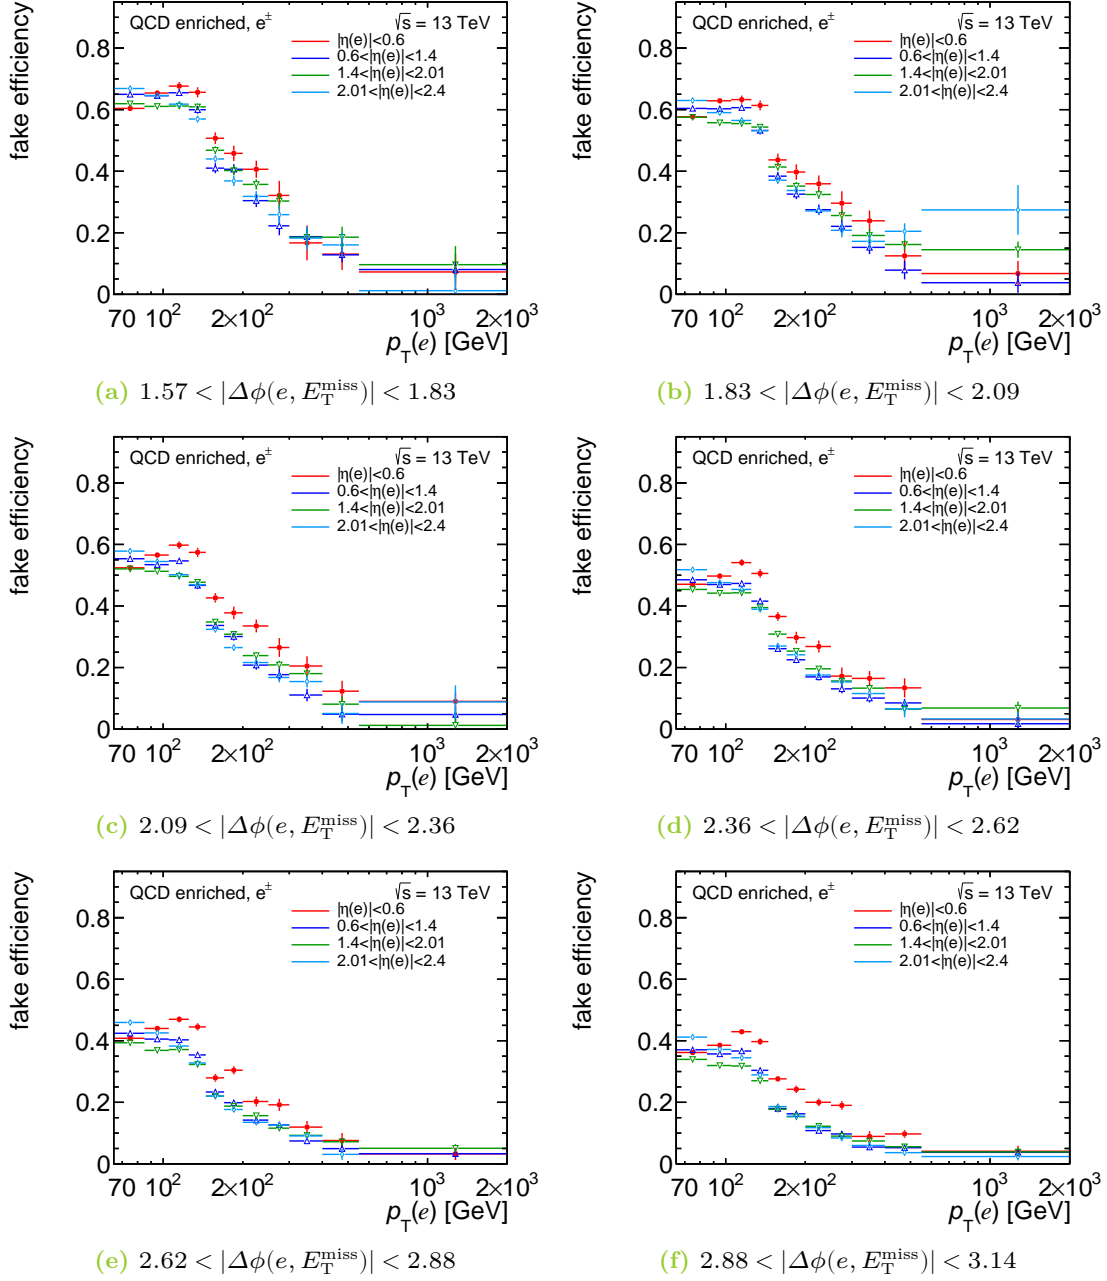 QCD enriched, e± √s = 13 TeV
|η(e)|<0.6
0.6<|η(e)|<1.4
1.4<|η(e)|<2.01
2.01<|η(e)|<2.4
fake efficiency
0.8
0.6
0.4
0.2
0
70 10² 2×10² 10³ 2×10³
p_T(e) [GeV]
(a) 1.57 < |Δϕ(e, E_T^miss)| < 1.83
QCD enriched, e± √s = 13 TeV
|η(e)|<0.6
0.6<|η(e)|<1.4
1.4<|η(e)|<2.01
2.01<|η(e)|<2.4
fake efficiency
0.8
0.6
0.4
0.2
0
70 10² 2×10² 10³ 2×10³
p_T(e) [GeV]
(b) 1.83 < |Δϕ(e, E_T^miss)| < 2.09
QCD enriched, e± √s = 13 TeV
|η(e)|<0.6
0.6<|η(e)|<1.4
1.4<|η(e)|<2.01
2.01<|η(e)|<2.4
fake efficiency
0.8
0.6
0.4
0.2
0
70 10² 2×10² 10³ 2×10³
p_T(e) [GeV]
(c) 2.09 < |Δϕ(e, E_T^miss)| < 2.36
QCD enriched, e± √s = 13 TeV
|η(e)|<0.6
0.6<|η(e)|<1.4
1.4<|η(e)|<2.01
2.01<|η(e)|<2.4
fake efficiency
0.8
0.6
0.4
0.2
0
70 10² 2×10² 10³ 2×10³
p_T(e) [GeV]
(d) 2.36 < |Δϕ(e, E_T^miss)| < 2.62
QCD enriched, e± √s = 13 TeV
|η(e)|<0.6
0.6<|η(e)|<1.4
1.4<|η(e)|<2.01
2.01<|η(e)|<2.4
fake efficiency
0.8
0.6
0.4
0.2
0
70 10² 2×10² 10³ 2×10³
p_T(e) [GeV]
(e) 2.62 < |Δϕ(e, E_T^miss)| < 2.88
QCD enriched, e± √s = 13 TeV
|η(e)|<0.6
0.6<|η(e)|<1.4
1.4<|η(e)|<2.01
2.01<|η(e)|<2.4
fake efficiency
0.8
0.6
0.4
0.2
0
70 10² 2×10² 10³ 2×10³
p_T(e) [GeV]
(f) 2.88 < |Δϕ(e, E_T^miss)| < 3.14